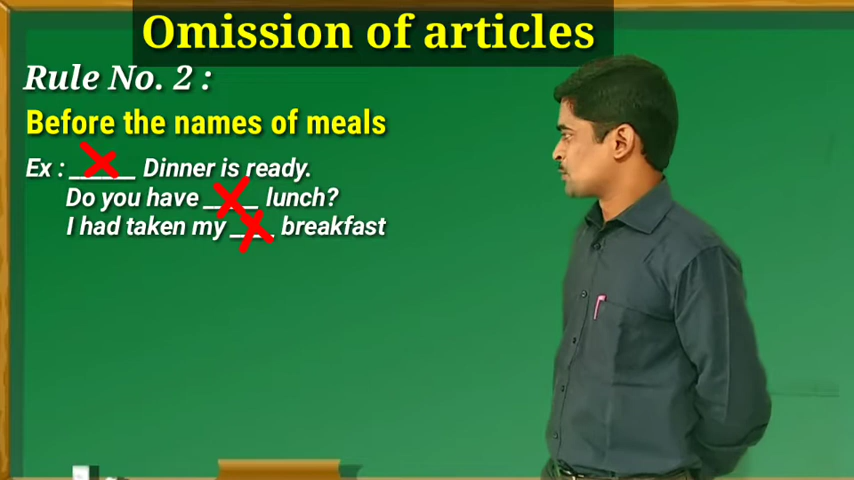 Omission of articles
Rule No. 2 :
Before the names of meals
Ex : ______ Dinner is ready.
Do you have _____ lunch?
I had taken my ____ breakfast